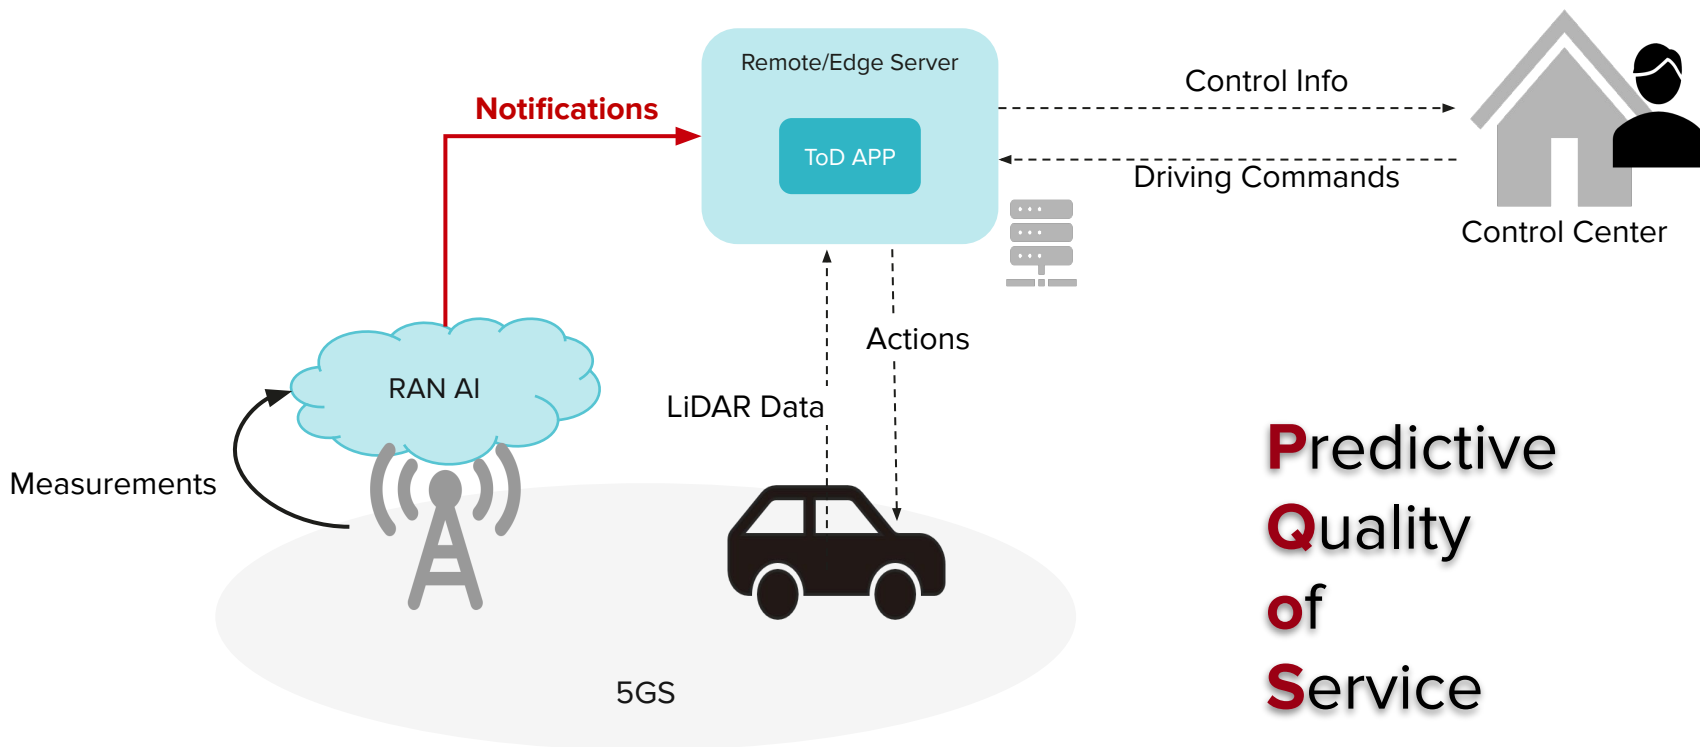 Remote/Edge Server
Control Info
Notifications
ToD APP
Driving Commands
Control Center
Actions
RAN AI
LiDAR Data
Measurements
Predictive
Quality
of
Service
5GS